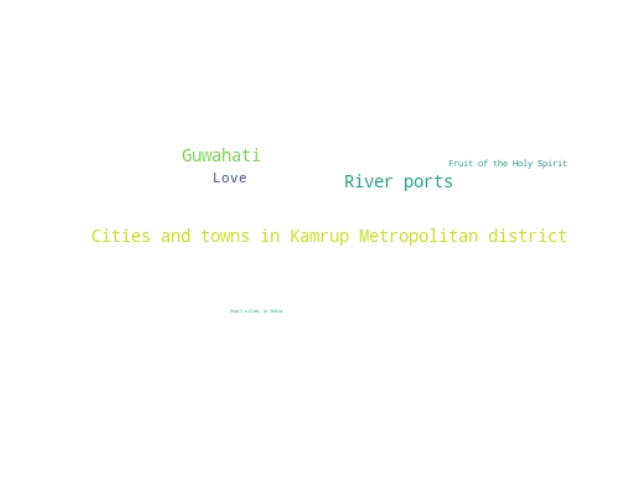 Guwahati
Fruit of the Holy Spirit
Love
River ports
Cities and towns in Kamrup Metropolitan district
Smart cities in India